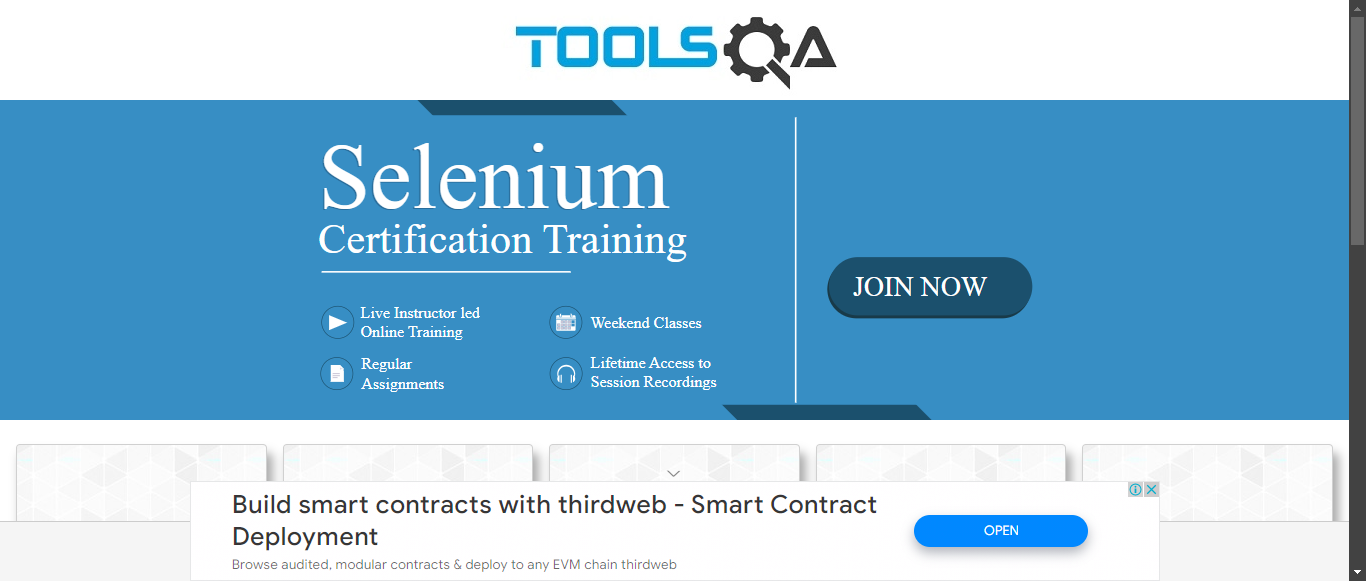 TOOLSQA
Selenium
Certification Training
Live Instructor led
Online Training
Weekend Classes
Regular
Assignments
Lifetime Access to
Session Recordings
JOIN NOW
Build smart contracts with thirdweb - Smart Contract
Deployment
Browse audited, modular contracts & deploy to any EVM chain thirdweb
OPEN